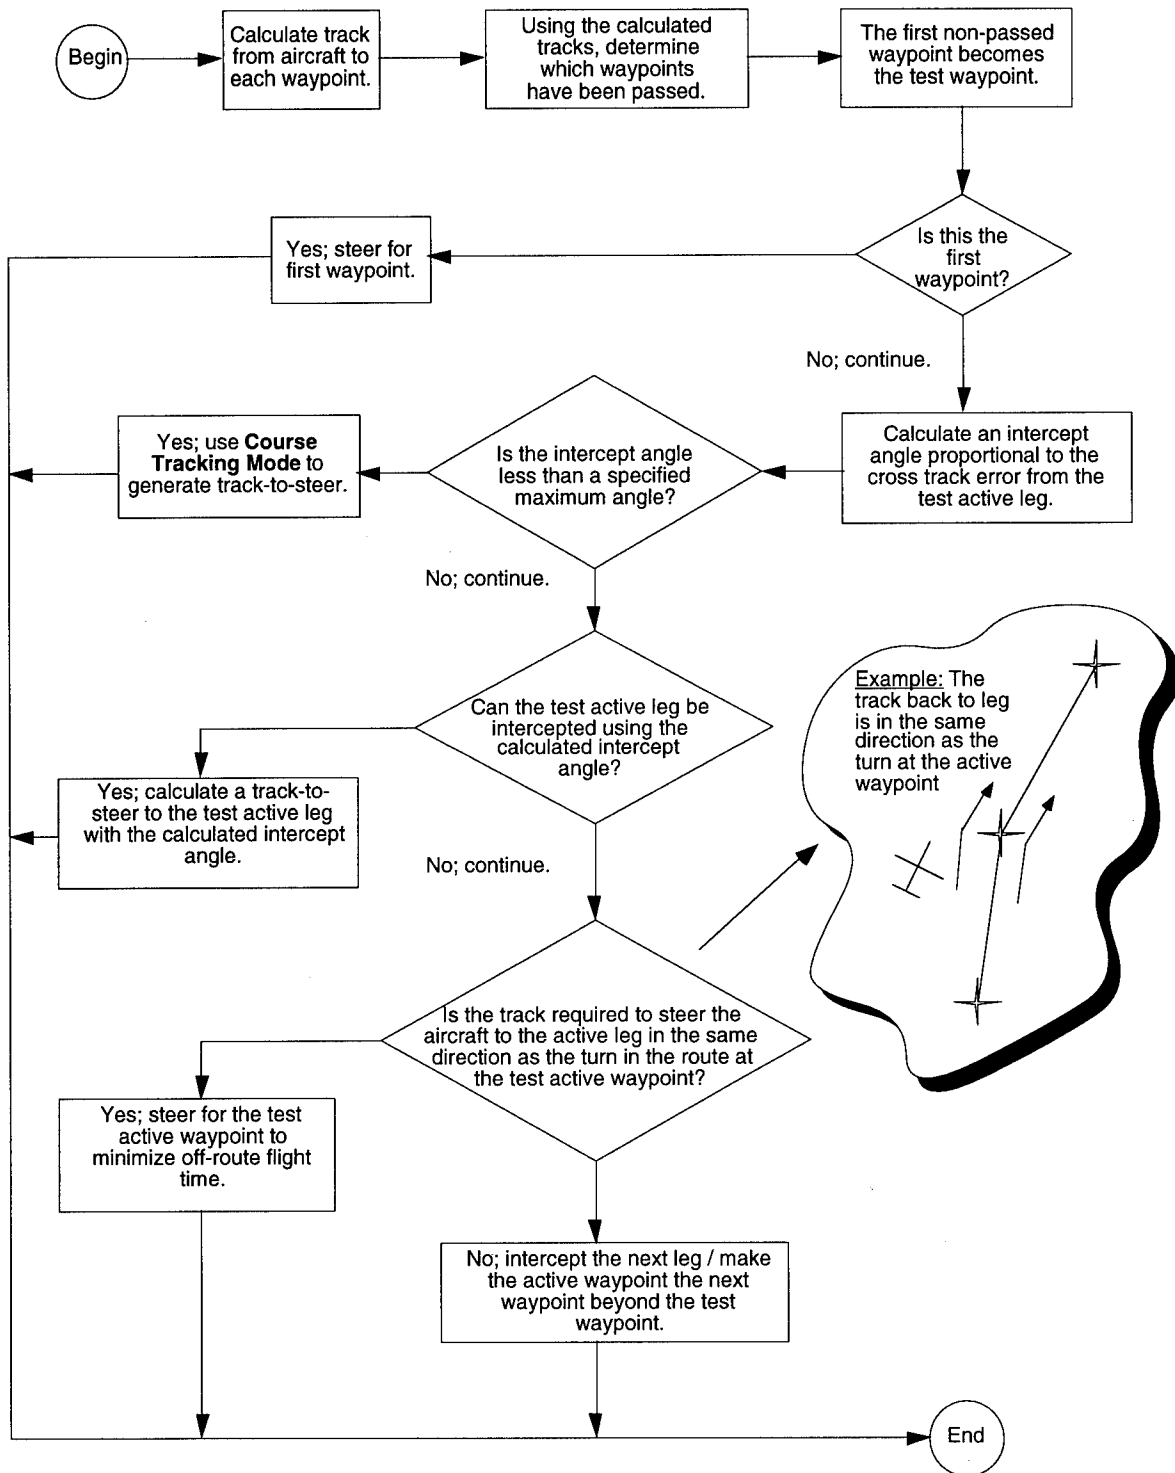 Begin
Calculate track
from aircraft to
each waypoint.
Using the calculated
tracks, determine
which waypoints
have been passed.
The first non-passed
waypoint becomes
the test waypoint.
Is this the
first
waypoint?
Yes; steer for
first waypoint.
No; continue.
Calculate an intercept
angle proportional to the
cross track error from the
test active leg.
Is the intercept angle
less than a specified
maximum angle?
Yes; use Course
Tracking Mode to
generate track-to-steer.
No; continue.
Can the test active leg be
intercepted using the
calculated intercept
angle?
Yes; calculate a track-to-
steer to the test active leg
with the calculated intercept
angle.
No; continue.
Example: The
track back to leg
is in the same
direction as the
turn at the active
waypoint
Is the track required to steer the
aircraft to the active leg in the same
direction as the turn in the route at
the test active waypoint?
Yes; steer for the test
active waypoint to
minimize off-route flight
time.
No; intercept the next leg / make
the active waypoint the next
waypoint beyond the test
waypoint.
End